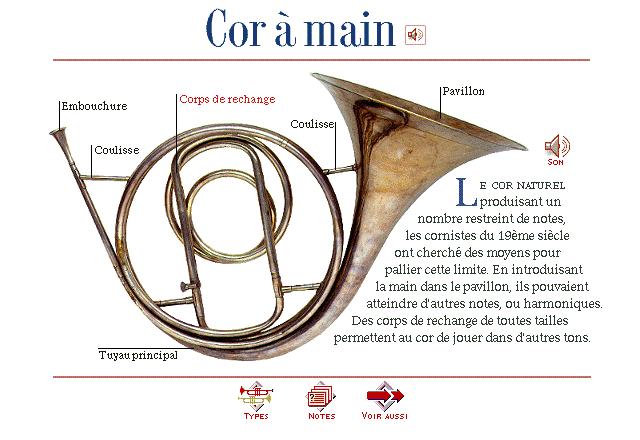 Cor à main
Embouchure
Corps de rechange
Pavillon
Coulisse
Coulisse
Son
LE COR NATUREL
produisant un
nombre restreint de notes,
les cornistes du 19ème siècle
ont cherché des moyens pour
pallier cette limite. En introduisant
la main dans le pavillon, ils pouvaient
atteindre d'autres notes, ou harmoniques.
Des corps de rechange de toutes tailles
permettent au cor de jouer dans d'autres tons.
Tuyau principal
TYPES
NOTES
VOIR AUSSI